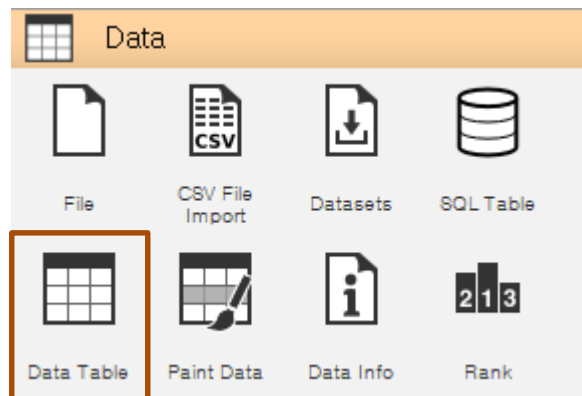 Data
CSV
File
CSV File
Import
Datasets
SQL Table
2 1 3
Data Table
Paint Data
Data Info
Rank